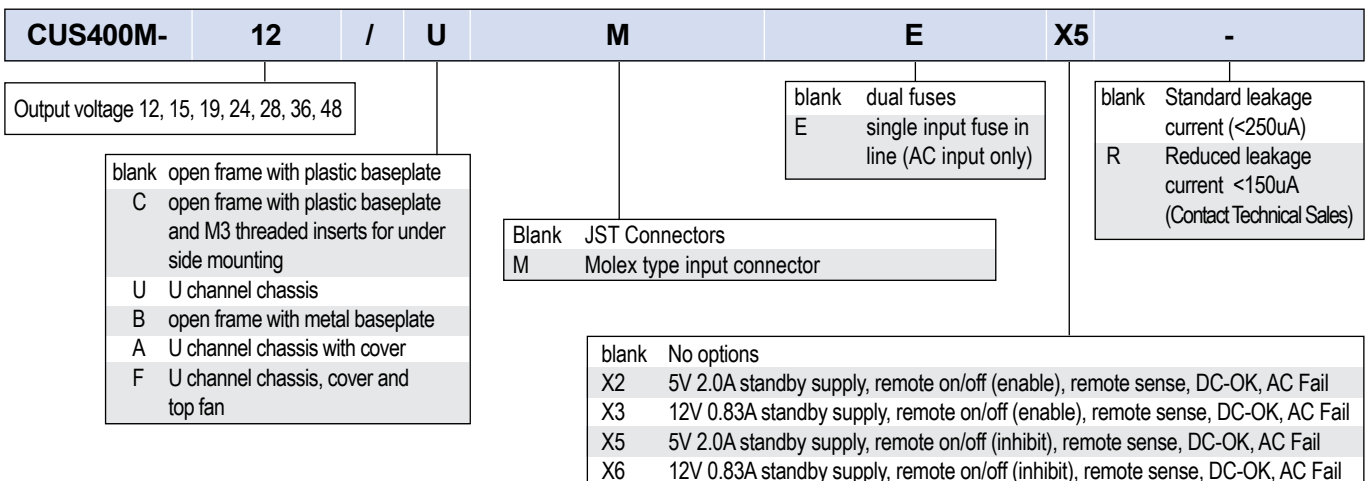 CUS400M- 12 / U M E X5 -
Output voltage 12, 15, 19, 24, 28, 36, 48
blank open frame with plastic baseplate
C open frame with plastic baseplate
and M3 threaded inserts for under
side mounting
U U channel chassis
B open frame with metal baseplate
A U channel chassis with cover
F U channel chassis, cover and
top fan
Blank JST Connectors
M Molex type input connector
blank dual fuses
E single input fuse in
line (AC input only)
blank Standard leakage
current (<250uA)
R Reduced leakage
current <150uA
(Contact Technical Sales)
blank No options
X2 5V 2.0A standby supply, remote on/off (enable), remote sense, DC-OK, AC Fail
X3 12V 0.83A standby supply, remote on/off (enable), remote sense, DC-OK, AC Fail
X5 5V 2.0A standby supply, remote on/off (inhibit), remote sense, DC-OK, AC Fail
X6 12V 0.83A standby supply, remote on/off (inhibit), remote sense, DC-OK, AC Fail